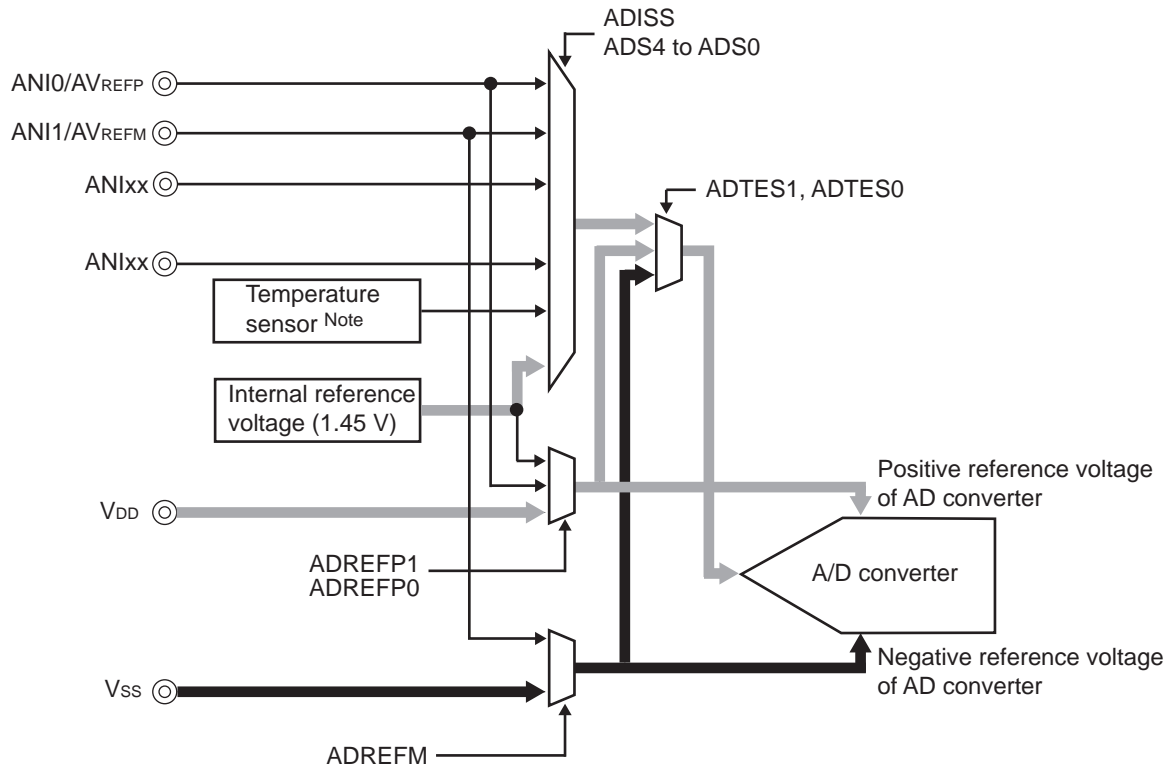 ADISS
ADS4 to ADS0
ANI0/AVREFP
ANI1/AVREFM
ANIxx
ADTES1, ADTES0
ANIxx
Temperature
sensor Note
Internal reference
voltage (1.45 V)
Positive reference voltage
of AD converter
VDD
ADREFP1
ADREFP0
A/D converter
Negative reference voltage
of AD converter
VSS
ADREFM